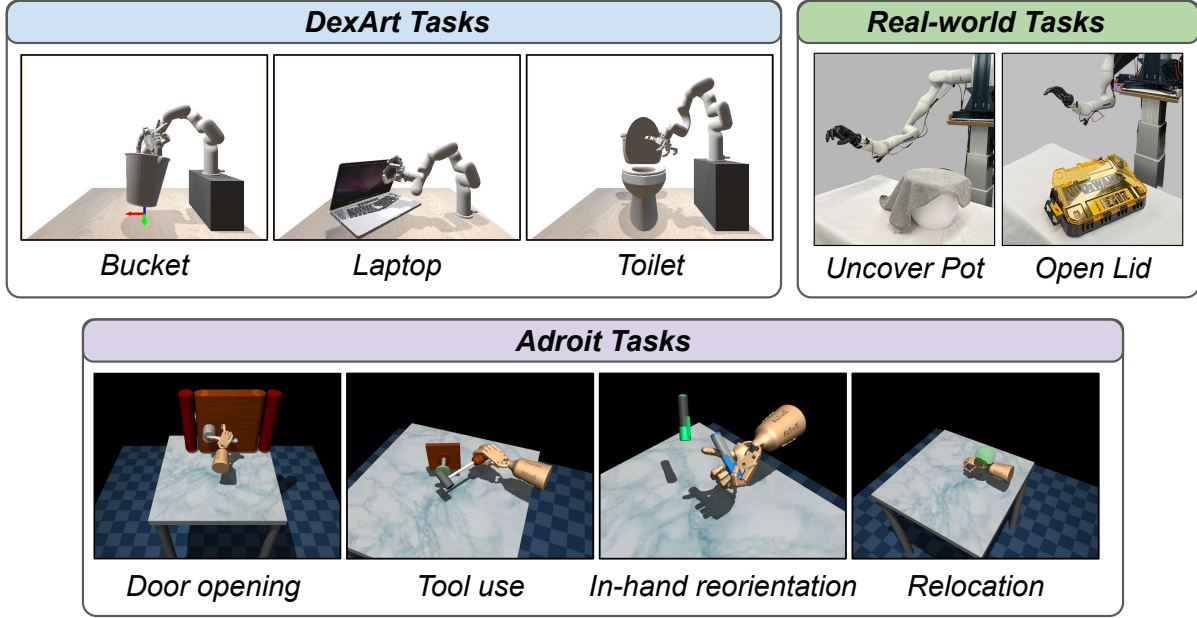 DexArt Tasks
Real-world Tasks
Bucket
Laptop
Toilet
Uncover Pot
Open Lid
Adroit Tasks
Door opening
Tool use
In-hand reorientation
Relocation